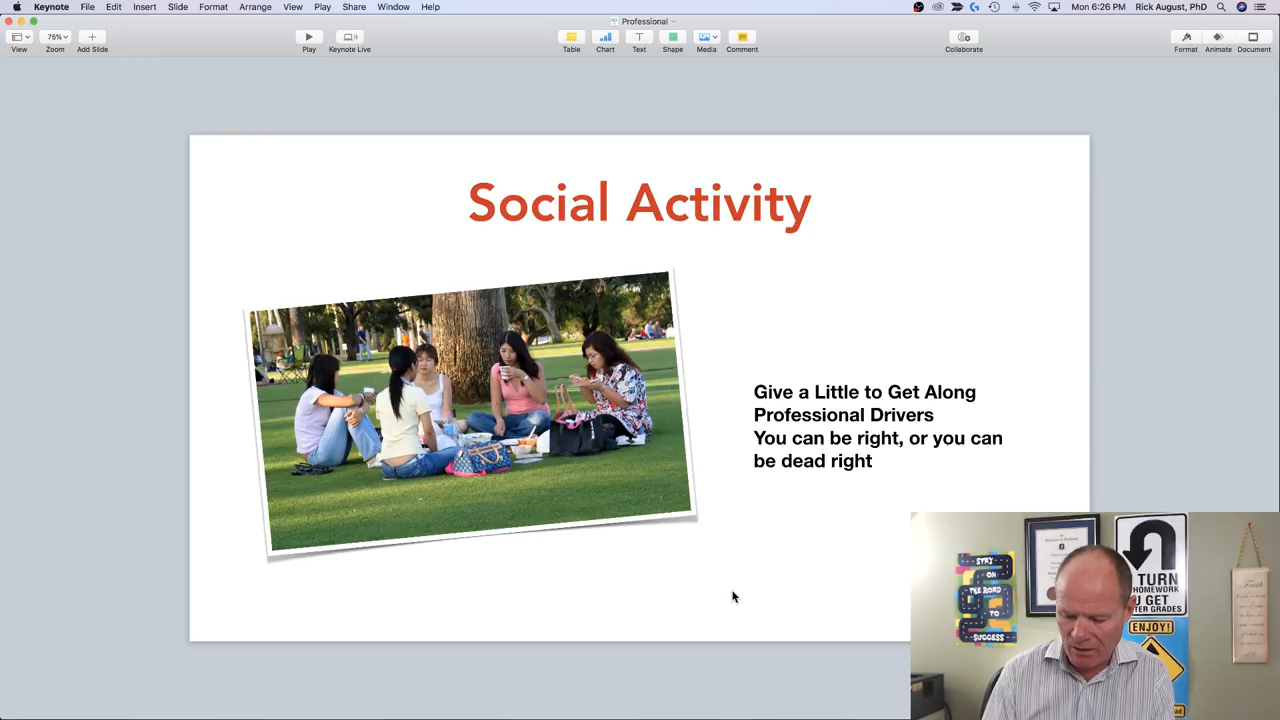 Keynote File Edit Insert Slide Format Arrange View Play Share Window Help
Mon 6:26 PM Rick August, PhD
Professional
75%
View Zoom Add Slide Play Keynote Live Table Chart Text Shape Media Comment Collaborate Format Animate Document
Social Activity
Give a Little to Get Along
Professional Drivers
You can be right, or you can
be dead right
STAY
ON
THE ROAD
TO
SUCCESS
TURN
HOMEWORK
GET
GRADES
ENJOY!
Faith